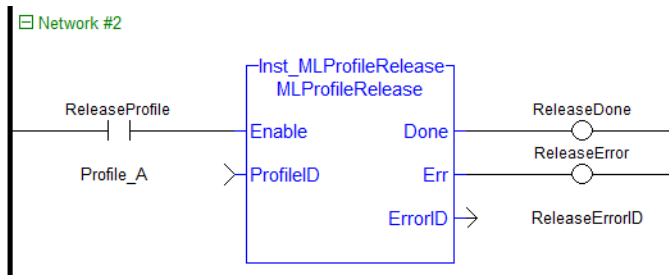 Network #2
Inst_MLProfileRelease
MLProfileRelease
ReleaseProfile
ReleaseDone
Enable
Done
ReleaseError
Profile_A
ProfileID
Err
ErrorID
ReleaseErrorID